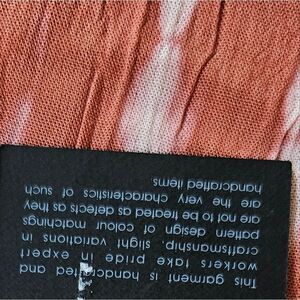 This garment is handcrafted and
workers take pride in expert
craftsmanship slight variations in
pattern design of colour matchings
are not to be treated as defects as they
are the very characteristics of such
handcrafted items